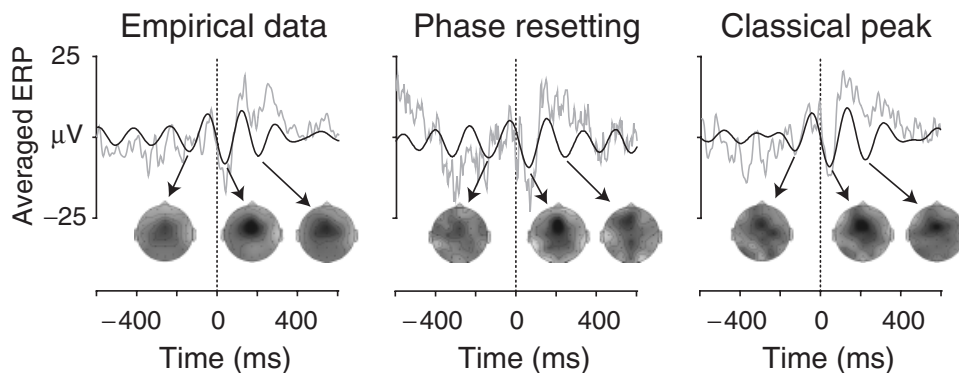 Empirical data
Phase resetting
Classical peak
Averaged ERP
25
μV
−25
−400
0
400
−400
0
400
−400
0
400
Time (ms)
Time (ms)
Time (ms)